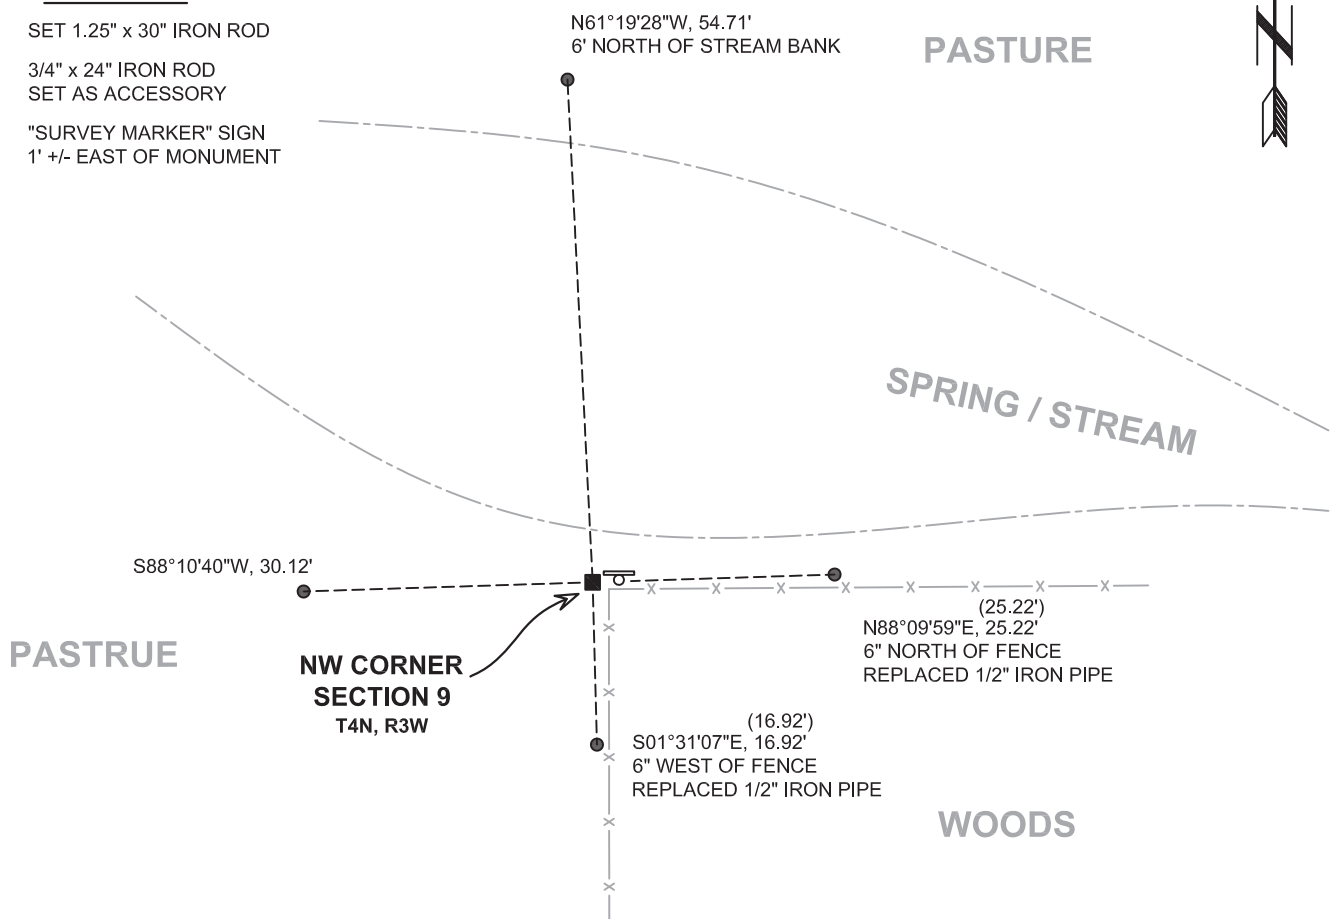 SET 1.25" x 30" IRON ROD
3/4" x 24" IRON ROD
SET AS ACCESSORY
"SURVEY MARKER" SIGN
1' +/- EAST OF MONUMENT
N61°19'28"W, 54.71'
6' NORTH OF STREAM BANK
PASTURE
N
SPRING / STREAM
S88°10'40"W, 30.12'
PASTRUE
NW CORNER
SECTION 9
T4N, R3W
(25.22')
N88°09'59"E, 25.22'
6" NORTH OF FENCE
REPLACED 1/2" IRON PIPE
(16.92')
S01°31'07"E, 16.92'
6" WEST OF FENCE
REPLACED 1/2" IRON PIPE
WOODS